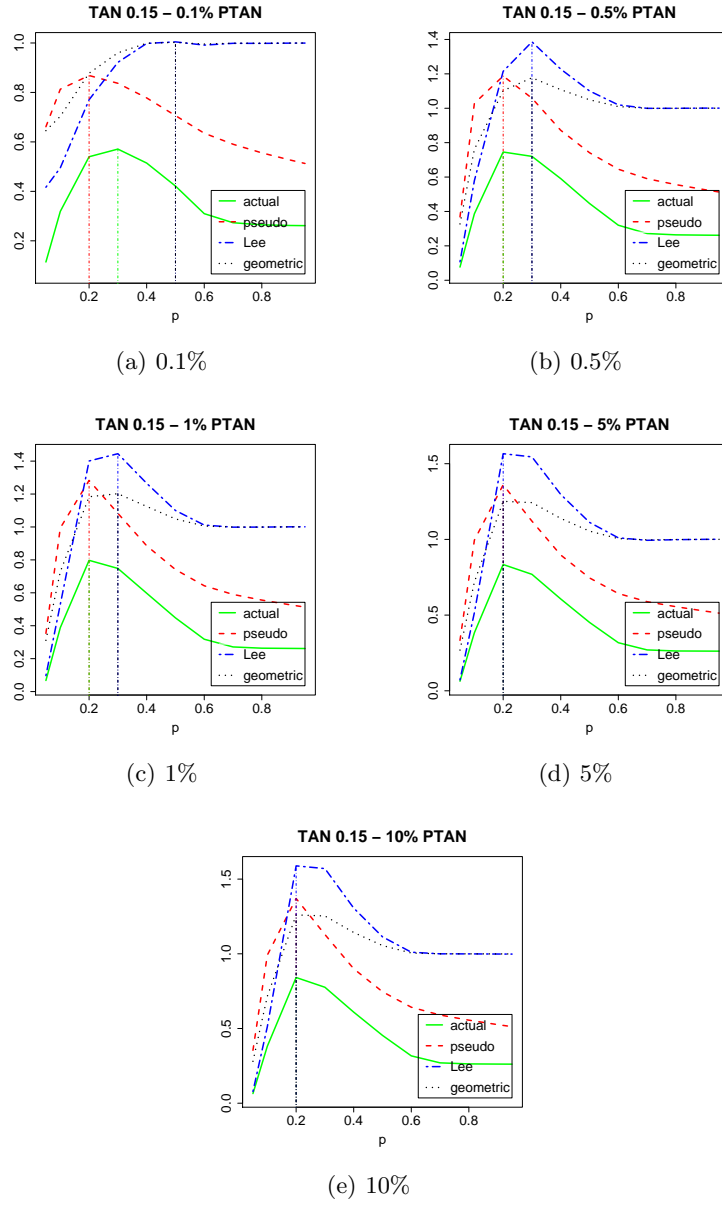 TAN 0.15 − 0.1% PTAN
1.0
0.8
0.6
0.4
0.2
actual
pseudo
Lee
geometric
0.2 0.4 0.6 0.8
p
(a) 0.1%
TAN 0.15 − 0.5% PTAN
1.4
1.2
1.0
0.8
0.6
0.4
0.2
0.0
actual
pseudo
Lee
geometric
0.2 0.4 0.6 0.8
p
(b) 0.5%
TAN 0.15 − 1% PTAN
1.4
1.2
1.0
0.8
0.6
0.4
0.2
0.0
actual
pseudo
Lee
geometric
0.2 0.4 0.6 0.8
p
(c) 1%
TAN 0.15 − 5% PTAN
1.5
1.0
0.5
0.0
actual
pseudo
Lee
geometric
0.2 0.4 0.6 0.8
p
(d) 5%
TAN 0.15 − 10% PTAN
1.5
1.0
0.5
0.0
actual
pseudo
Lee
geometric
0.2 0.4 0.6 0.8
p
(e) 10%